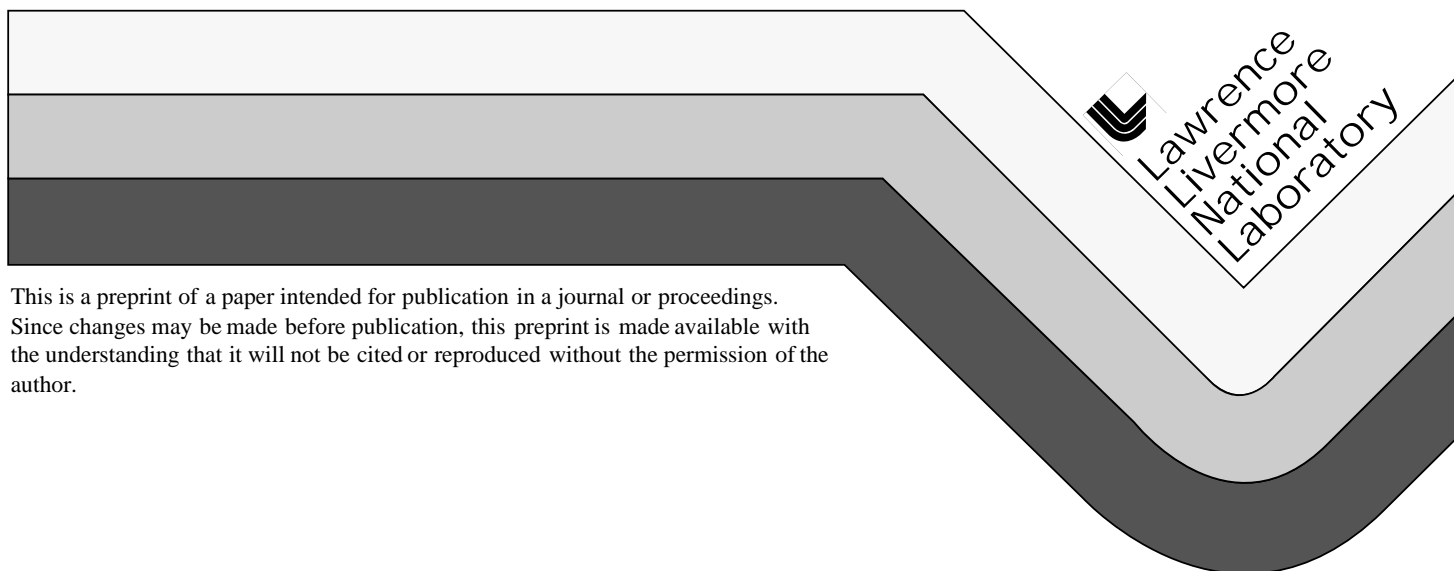 Lawrence
Livermore
National
Laboratory
This is a preprint of a paper intended for publication in a journal or proceedings.
Since changes may be made before publication, this preprint is made available with
the understanding that it will not be cited or reproduced without the permission of the
author.